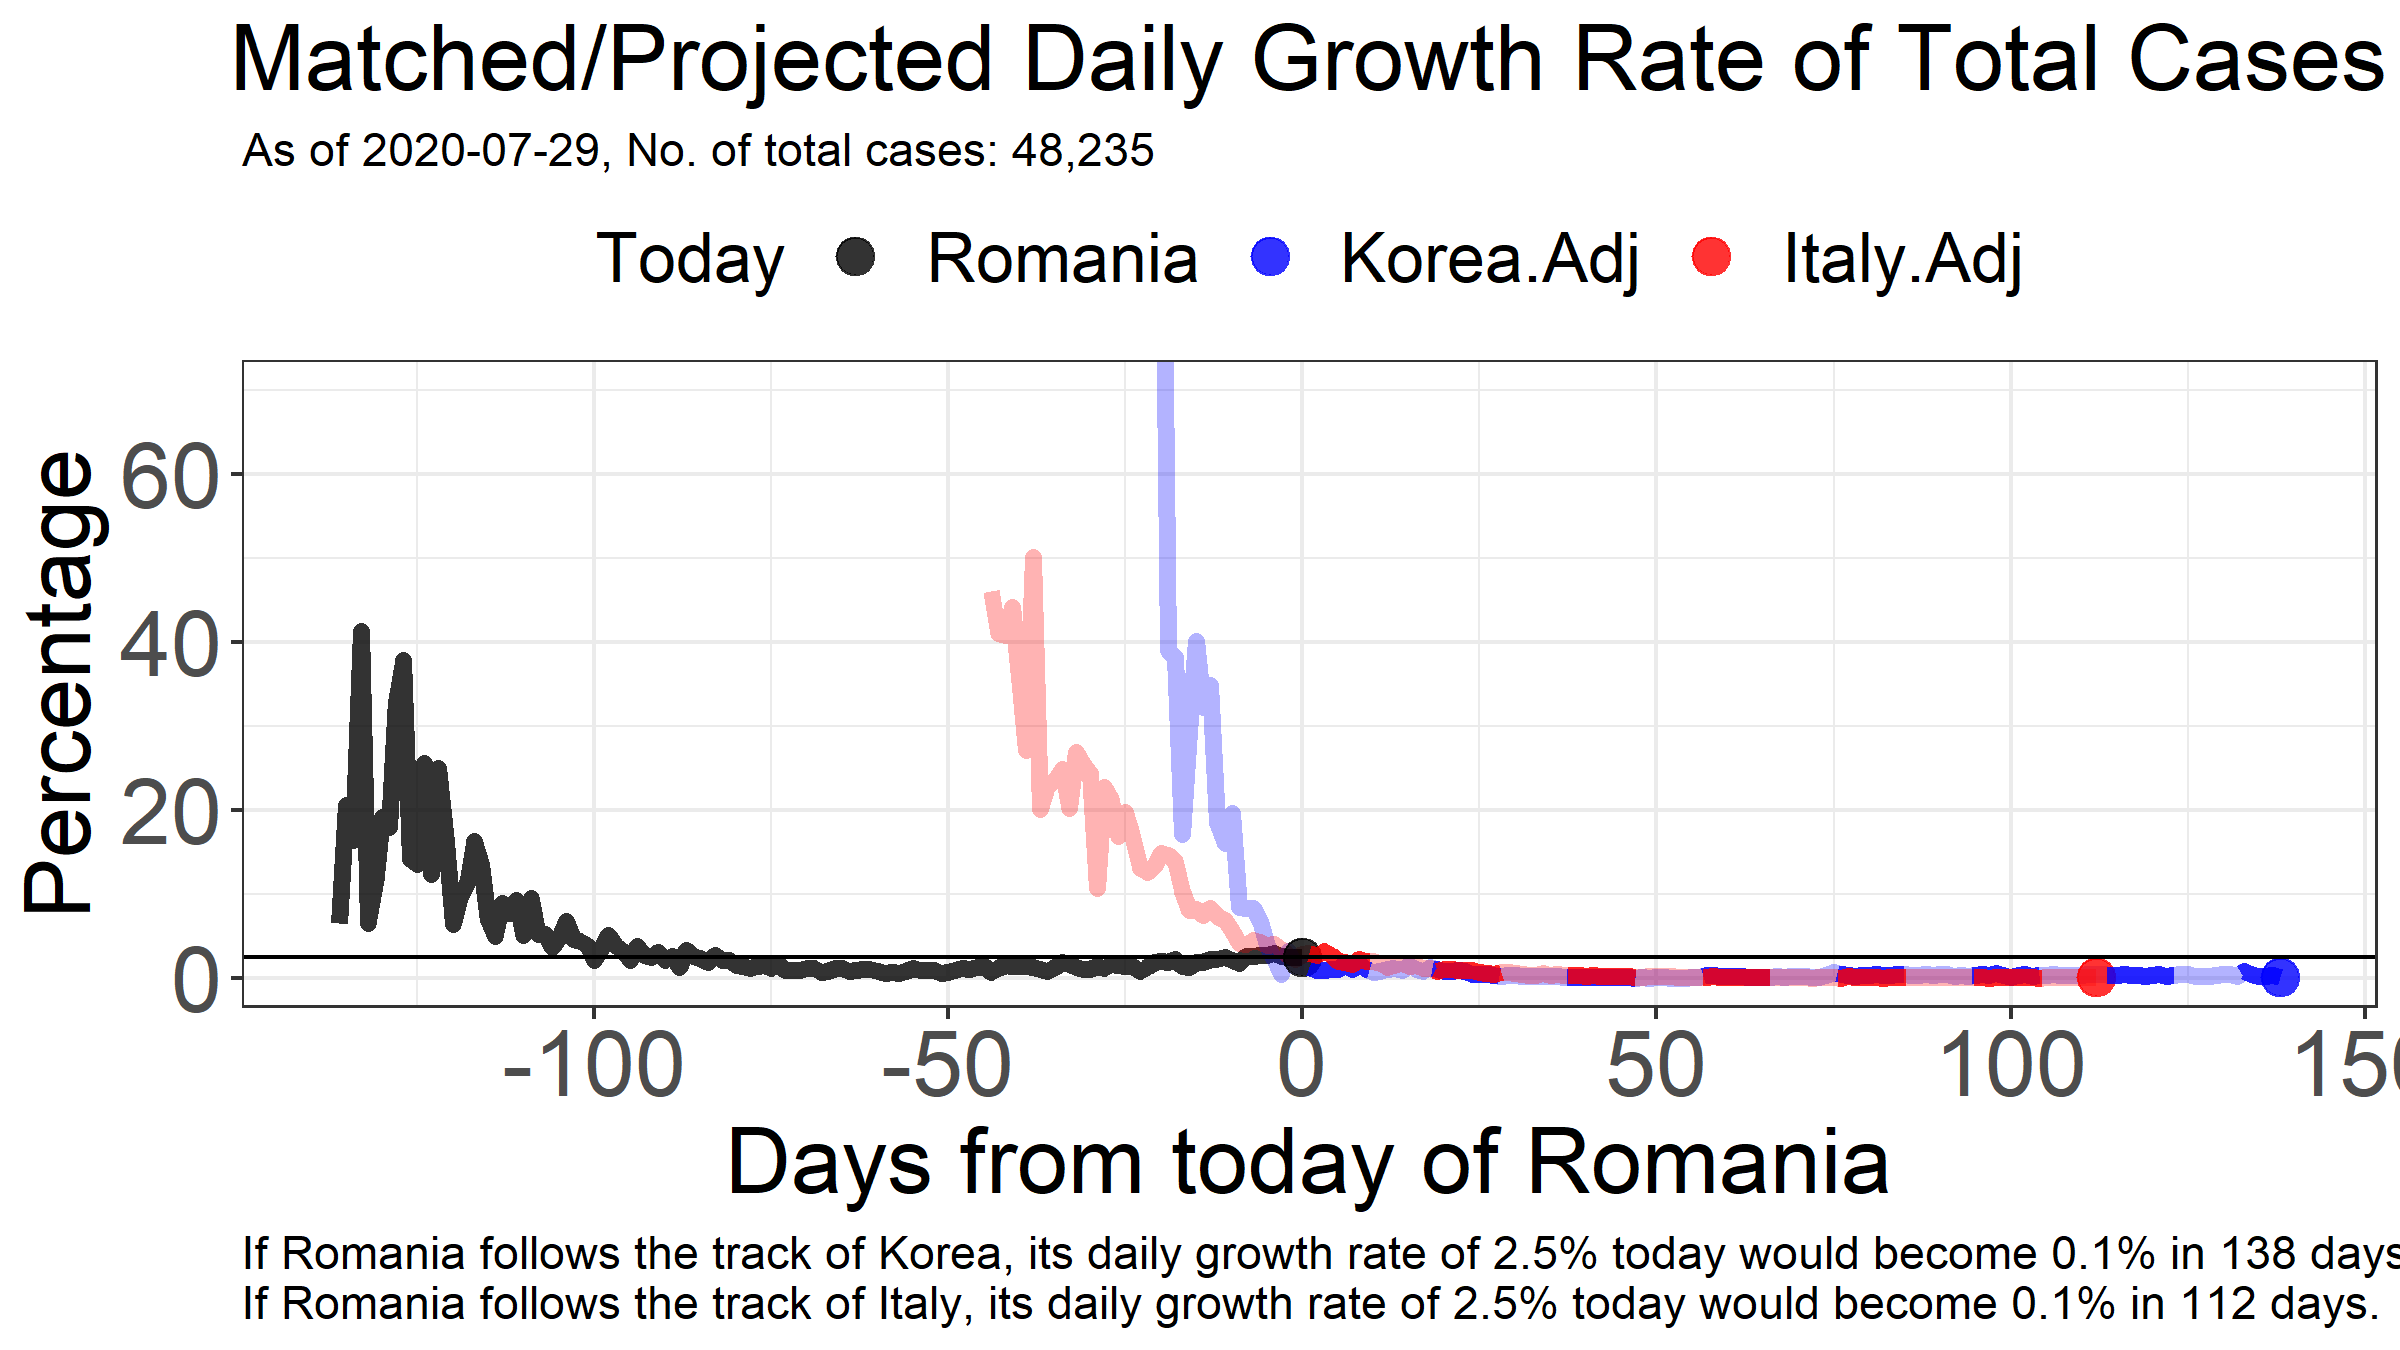 Matched/Projected Daily Growth Rate of Total Cases
As of 2020-07-29, No. of total cases: 48,235
Today Romania Korea.Adj Italy.Adj
Percentage
60
40
20
0
-100 -50 0 50 100 150
Days from today of Romania
If Romania follows the track of Korea, its daily growth rate of 2.5% today would become 0.1% in 138 days
If Romania follows the track of Italy, its daily growth rate of 2.5% today would become 0.1% in 112 days.